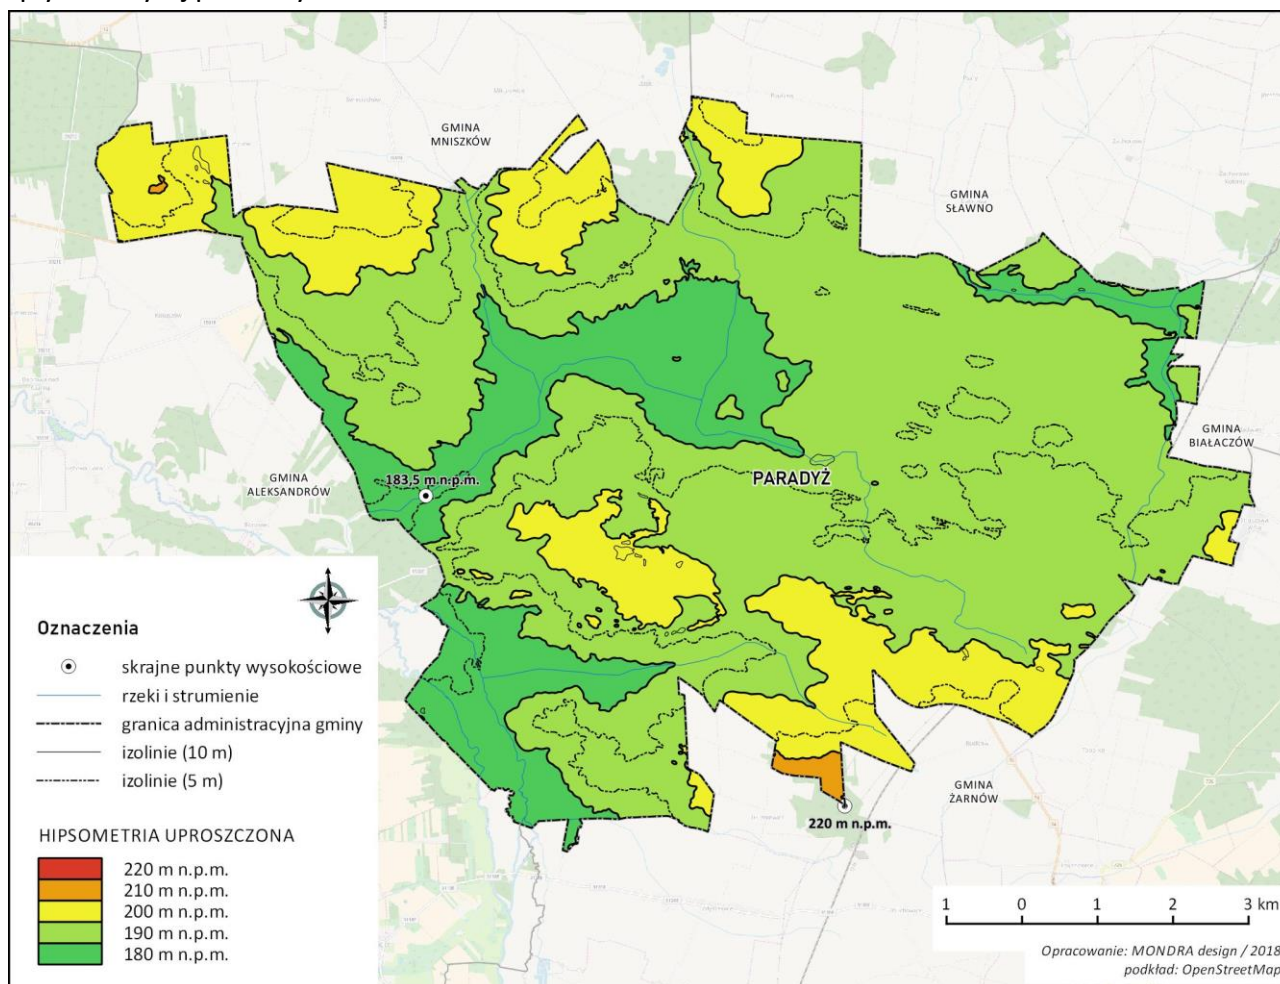 GMINA
MNISZKÓW
GMINA
SŁAWNO
GMINA
BIAŁACZÓW
GMINA
ALEKSANDRÓW
183,5 m n.p.m.
PARADYŻ
GMINA
ŻARNÓW
220 m n.p.m.
Oznaczenia
skrajne punkty wysokościowe
rzeki i strumienie
granica administracyjna gminy
izolinie (10 m)
izolinie (5 m)
HIPSOMETRIA UPROSZCZONA
220 m n.p.m.
210 m n.p.m.
200 m n.p.m.
190 m n.p.m.
180 m n.p.m.
1 0 1 2 3 km
Opracowanie: MONDRA design / 2018
podkład: OpenStreetMap